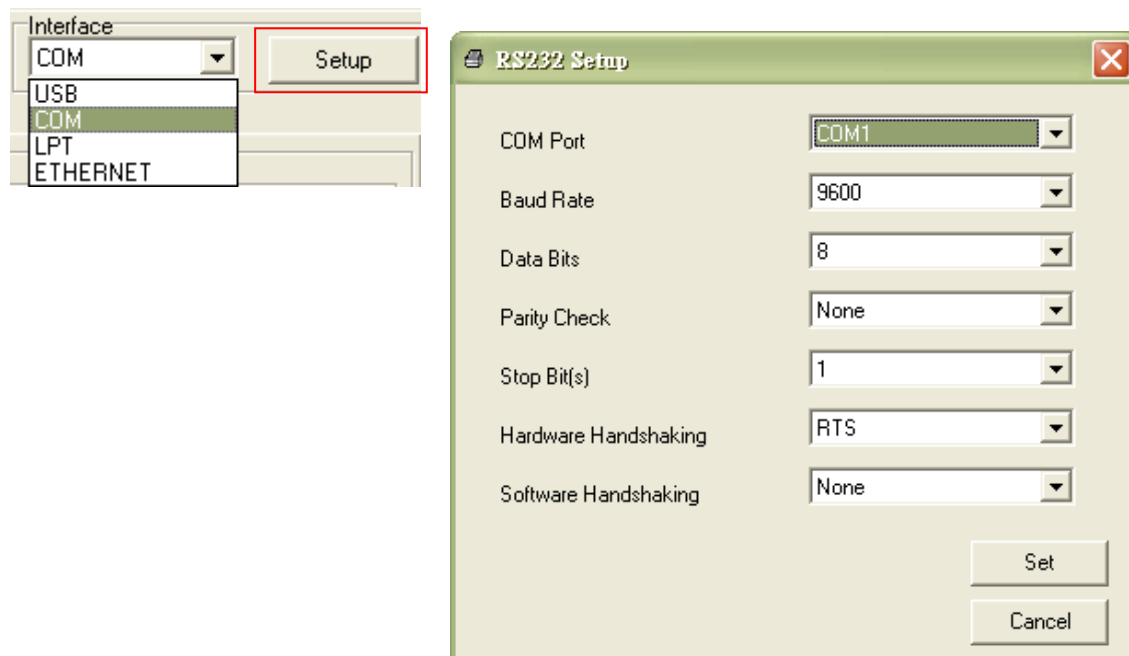 Interface
COM
Setup
USB
COM
LPT
ETHERNET
RS232 Setup
COM Port COM1
Baud Rate 9600
Data Bits 8
Parity Check None
Stop Bit(s) 1
Hardware Handshaking RTS
Software Handshaking None
Set
Cancel